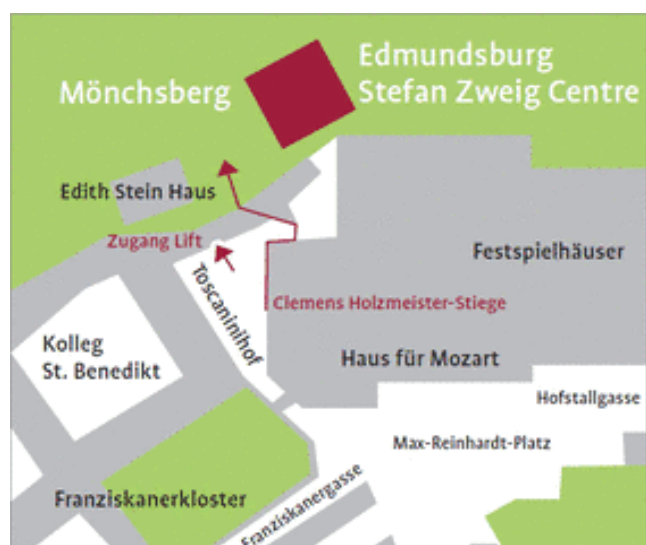 Edmundsburg
Mönchsberg
Stefan Zweig Centre
Edith Stein Haus
Zugang Lift
Festspielhäuser
Toscaninihof
Clemens Holzmeister-Stiege
Kolleg
St. Benedikt
Haus für Mozart
Hofstallgasse
Max-Reinhardt-Platz
Franziskanerkloster
Franziskanergasse